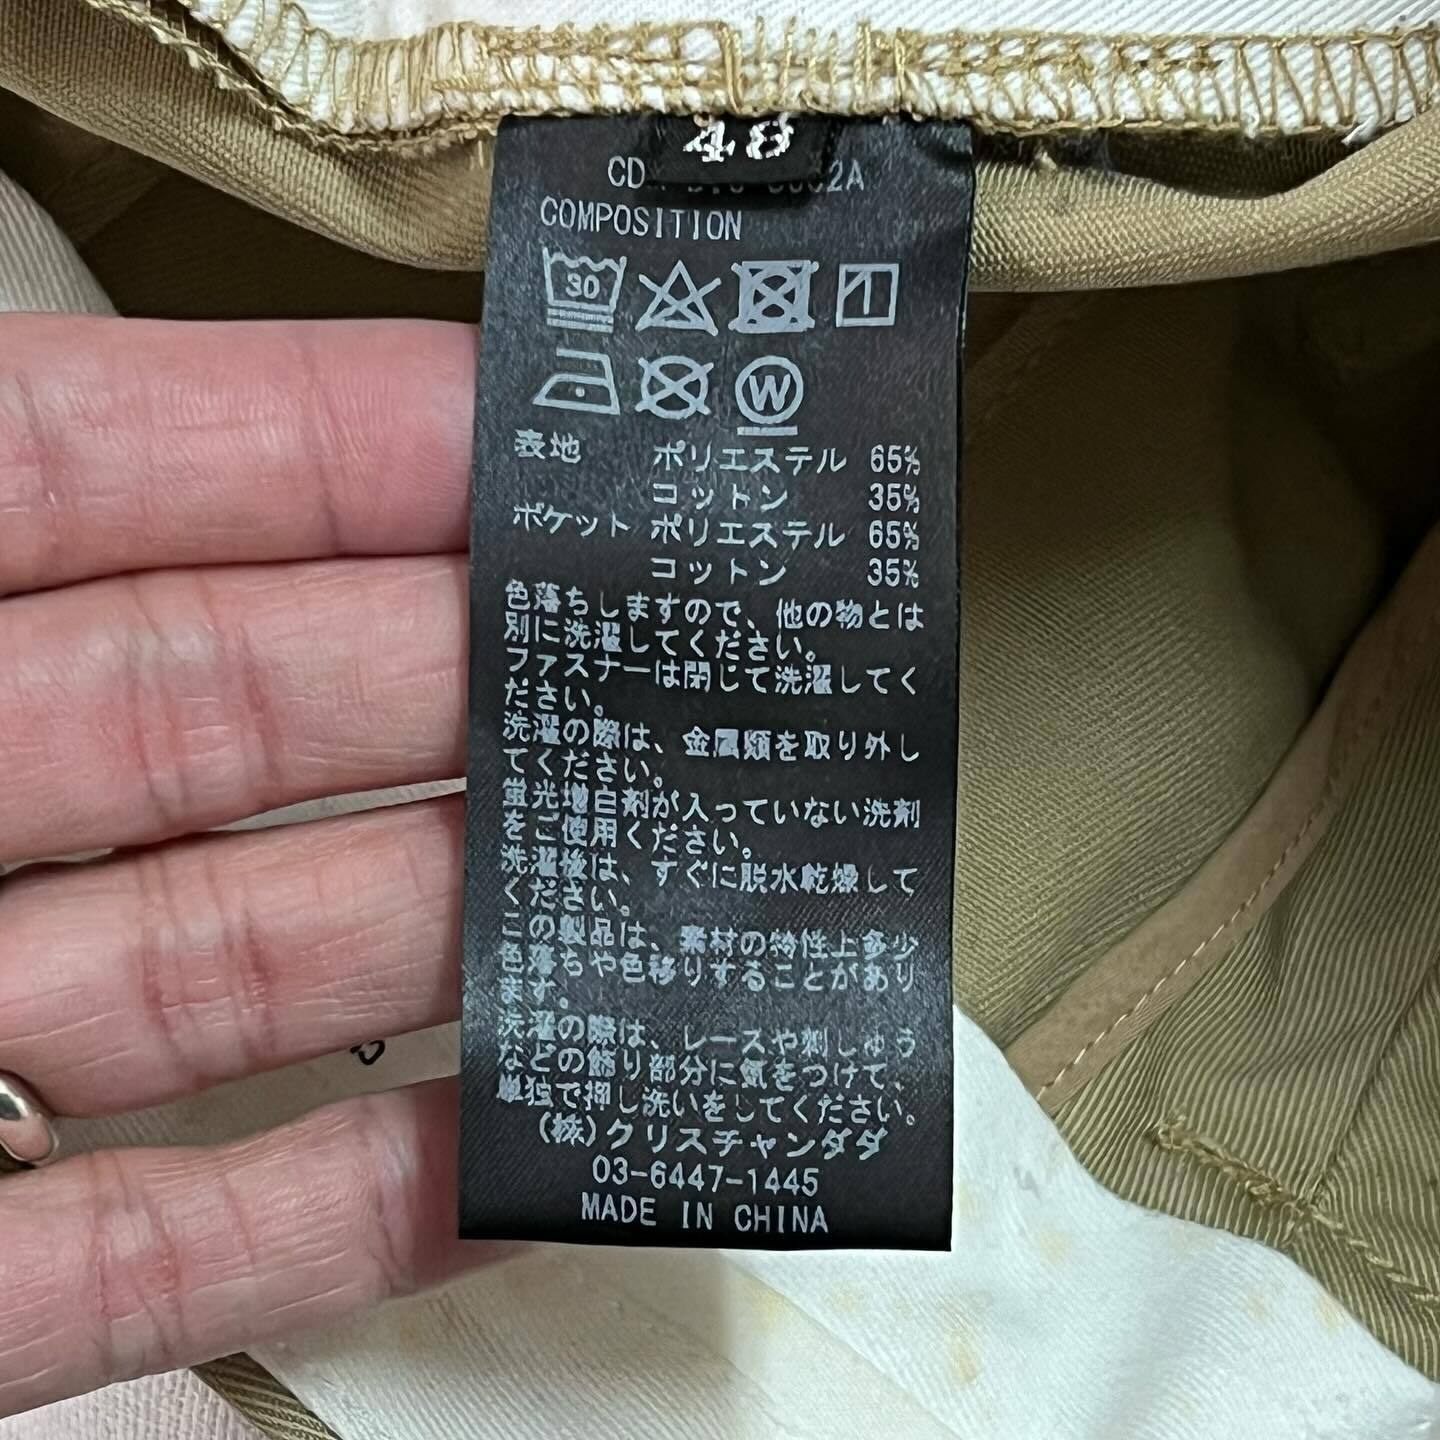 48
COMPOSITION
30
W
表地 ポリエステル 65%
コットン 35%
ポケット ポリエステル 65%
コットン 35%
色落ちしますので、他の物とは
別に洗濯してください。
ファスナーは閉じて洗濯してく
ださい。
洗濯の際は、金属類を取り外し
てください。
蛍光増白剤が入っていない洗剤
をご使用ください。
洗濯後は、すぐに脱水乾燥して
ください。
この製品は、素材の特性上多少
色落ちや色移りすることがあり
ます。
洗濯の際は、レースや刺しゅう
などの飾り部分に気をつけて、
単独で押し洗いをしてください。
(株)クリスチャンダダ
03-6447-1445
MADE IN CHINA